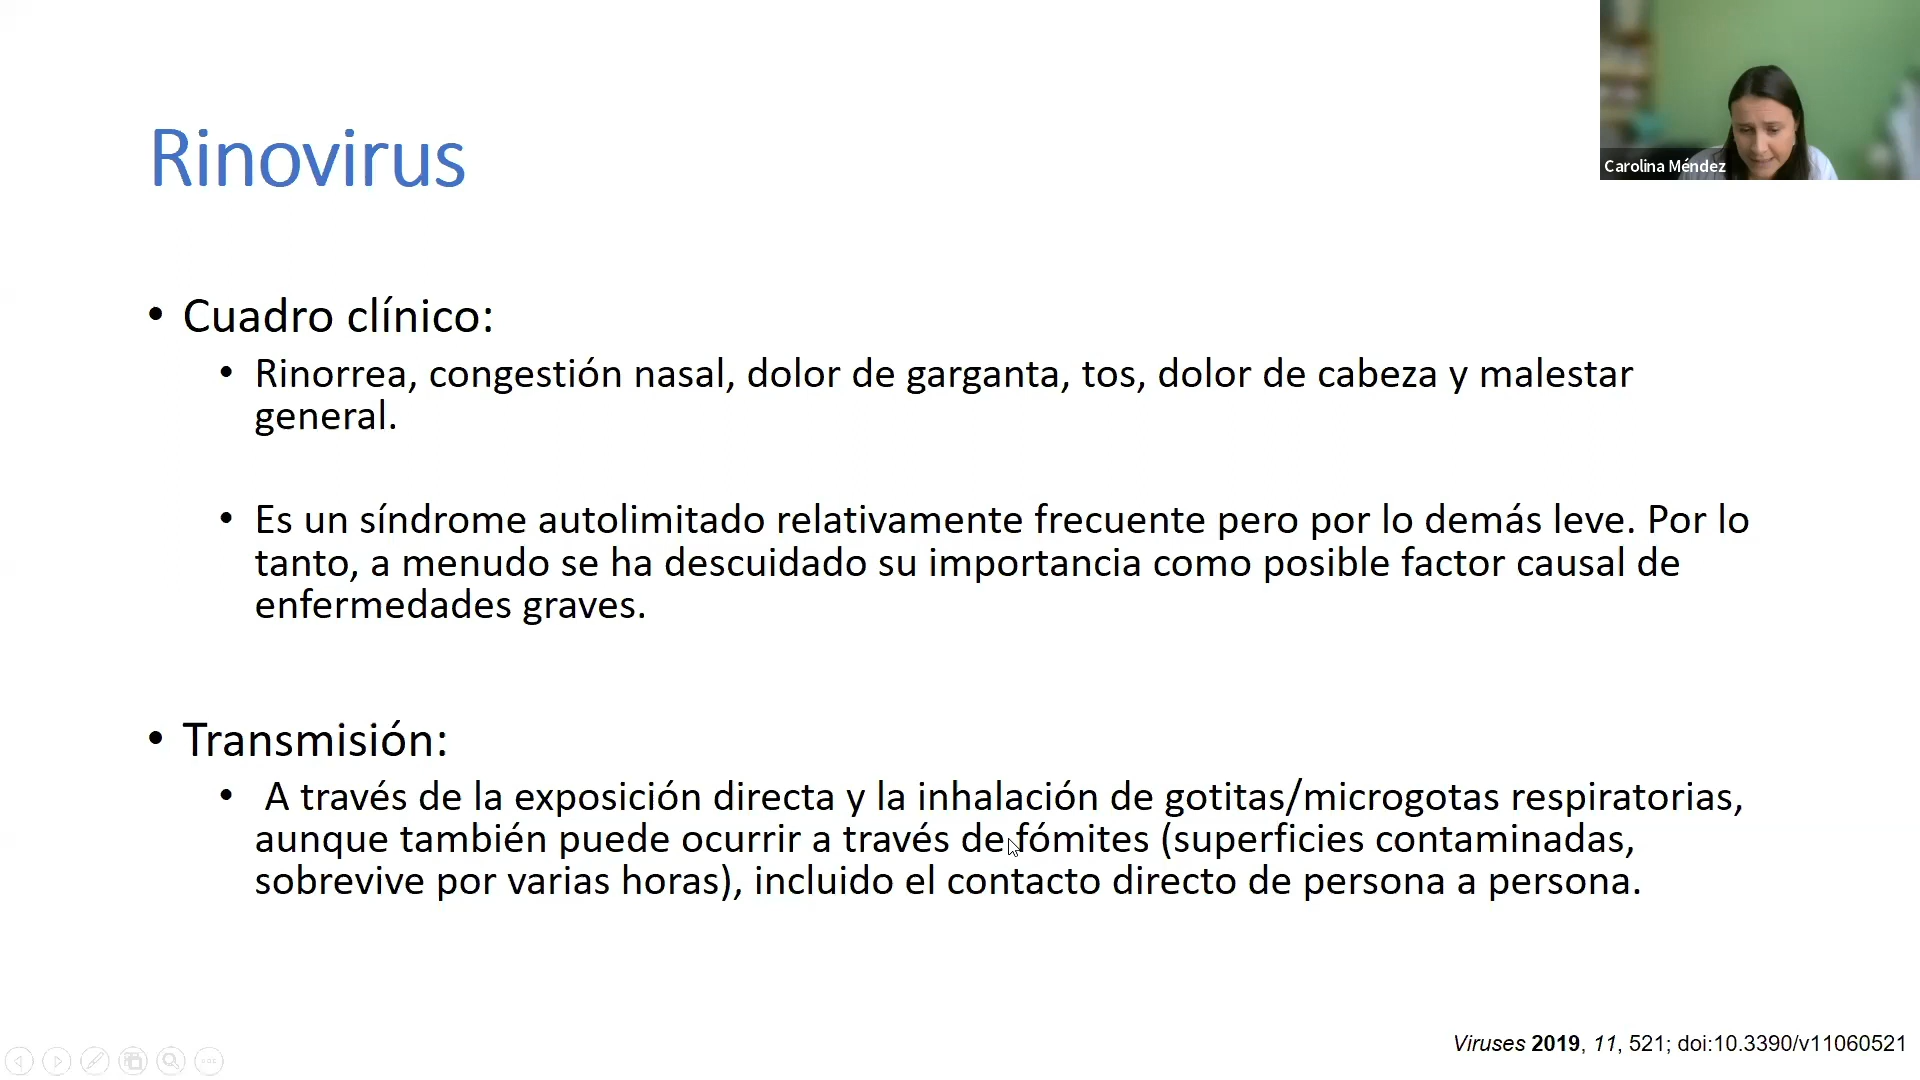 Carolina Méndez
Rinovirus
• Cuadro clínico:
• Rinorrea, congestión nasal, dolor de garganta, tos, dolor de cabeza y malestar
general.
• Es un síndrome autolimitado relativamente frecuente pero por lo demás leve. Por lo
tanto, a menudo se ha descuidado su importancia como posible factor causal de
enfermedades graves.
• Transmisión:
• A través de la exposición directa y la inhalación de gotitas/microgotas respiratorias,
aunque también puede ocurrir a través de fómites (superficies contaminadas,
sobrevive por varias horas), incluido el contacto directo de persona a persona.
Viruses 2019, 11, 521; doi:10.3390/v11060521